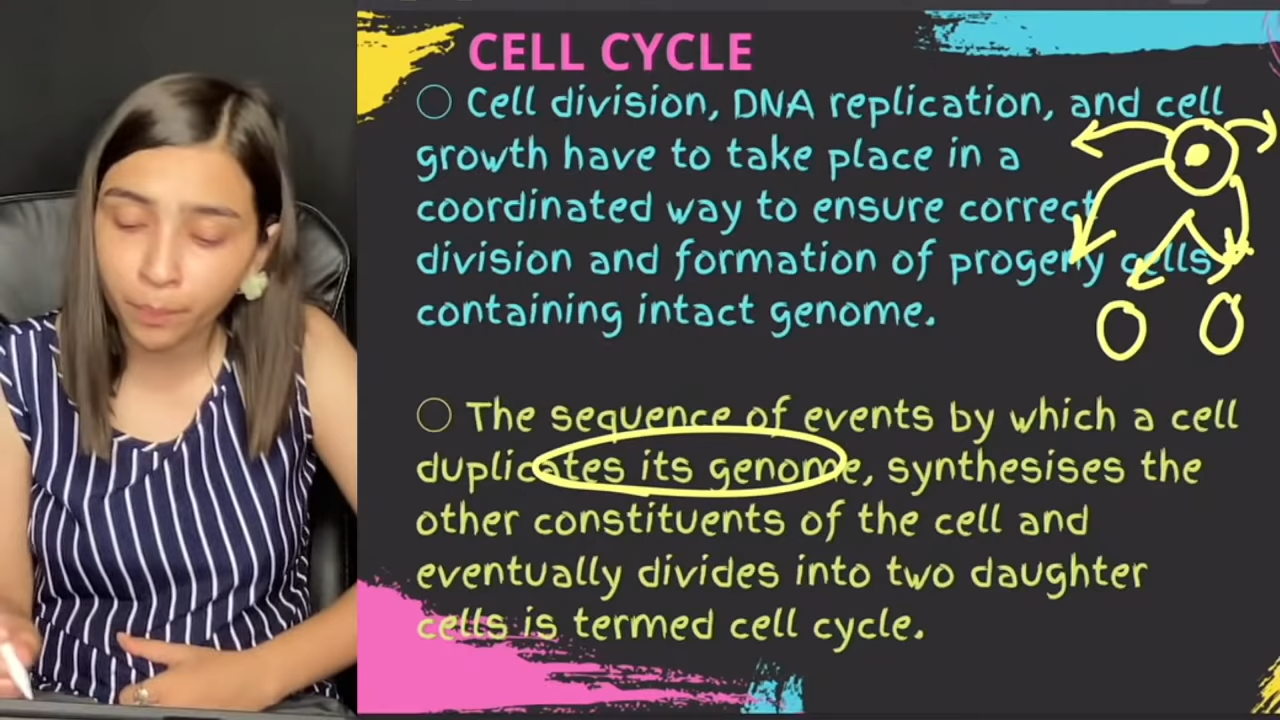 CELL CYCLE
○ Cell division, DNA replication, and cell
growth have to take place in a
coordinated way to ensure correct
division and formation of progeny cells
containing intact genome.
○ The sequence of events by which a cell
duplicates its genome, synthesises the
other constituents of the cell and
eventually divides into two daughter
cells is termed cell cycle.